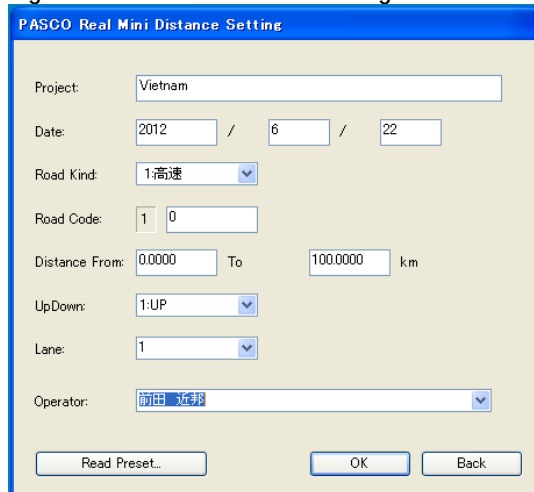 PASCO Real Mini Distance Setting
Project: Vietnam
Date: 2012 / 6 / 22
Road Kind: 1:高速
Road Code: 1 0
Distance From: 0.0000 To 100.0000 km
UpDown: 1:UP
Lane: 1
Operator: 前田 近邦
Read Preset... OK Back